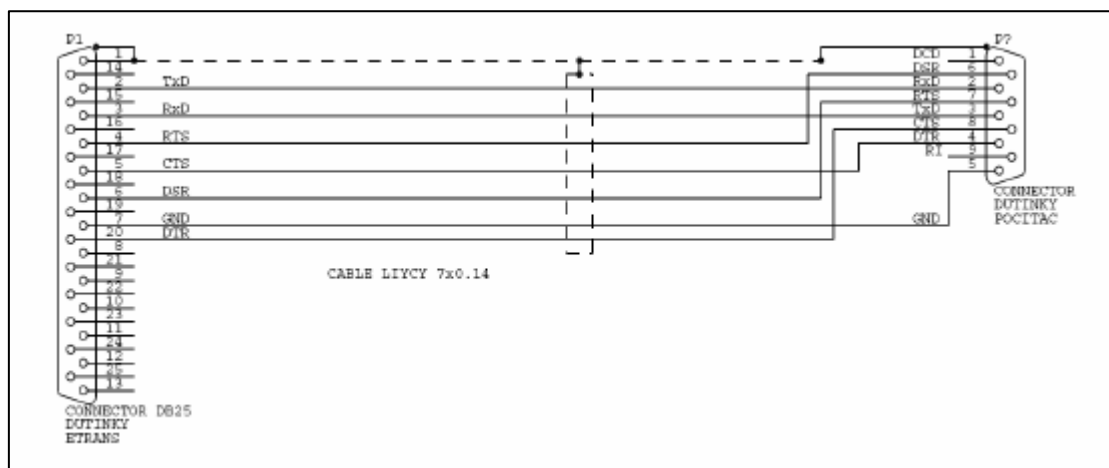 P1
1
14
2 TxD
15
3 RxD
16
4 RTS
17
5 CTS
18
6 DSR
19
7 GND
20 DTR
8
21
9
22
10
23
11
24
12
25
13
CONNECTOR DB25
DUTINKY
ETRANS
CABLE LIYCY 7x0.14
P?
DCD 1
DSR 6
RxD 2
RTS 7
TxD 3
CTS 8
DTR 4
RI 9
5
GND
CONNECTOR
DUTINKY
POCITAC